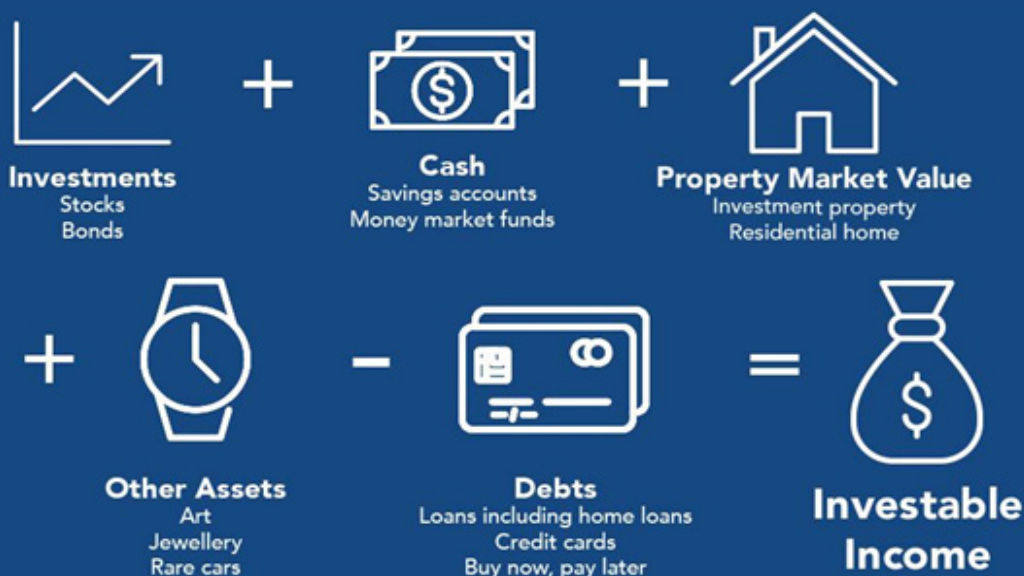 Investments
Stocks
Bonds
+
Cash
Savings accounts
Money market funds
+
Property Market Value
Investment property
Residential home
+
Other Assets
Art
Jewellery
Rare cars
-
Debts
Loans including home loans
Credit cards
Buy now, pay later
=
$
Investable
Income